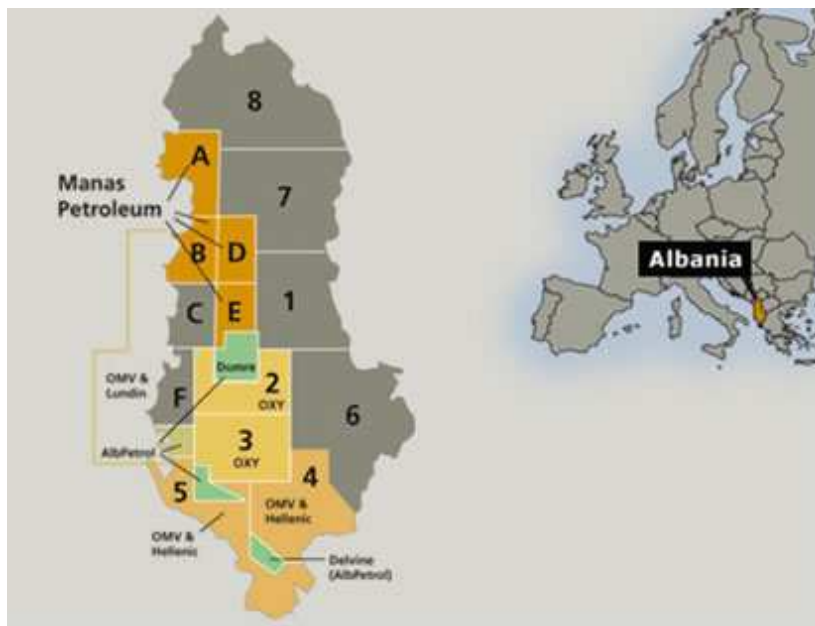 8
A
Manas
Petroleum
7
B
D
Albania
C
E
1
OMV &
Lundin
Dumre
F
2
OXY
6
AlbPetrol
3
OXY
4
5
OMV &
Hellenic
OMV &
Hellenic
Delvine
(AlbPetrol)